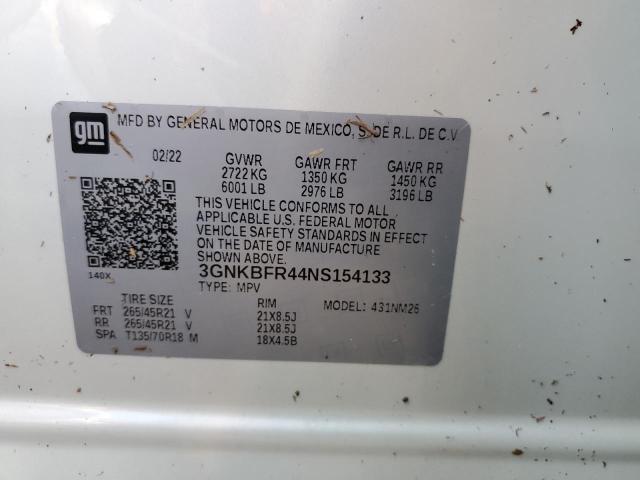 gm
MFD BY GENERAL MOTORS DE MEXICO, S. DE R.L. DE C.V
02/22 GVWR GAWR FRT GAWR RR
2722 KG 1350 KG 1450 KG
6001 LB 2976 LB 3196 LB
THIS VEHICLE CONFORMS TO ALL
APPLICABLE U.S. FEDERAL MOTOR
VEHICLE SAFETY STANDARDS IN EFFECT
ON THE DATE OF MANUFACTURE
SHOWN ABOVE.
140X 3GNKBFR44NS154133
TYPE: MPV
TIRE SIZE RIM MODEL: 431NM26
FRT 265/45R21 V 21X8.5J
RR 265/45R21 V 21X8.5J
SPA T135/70R18 M 18X4.5B